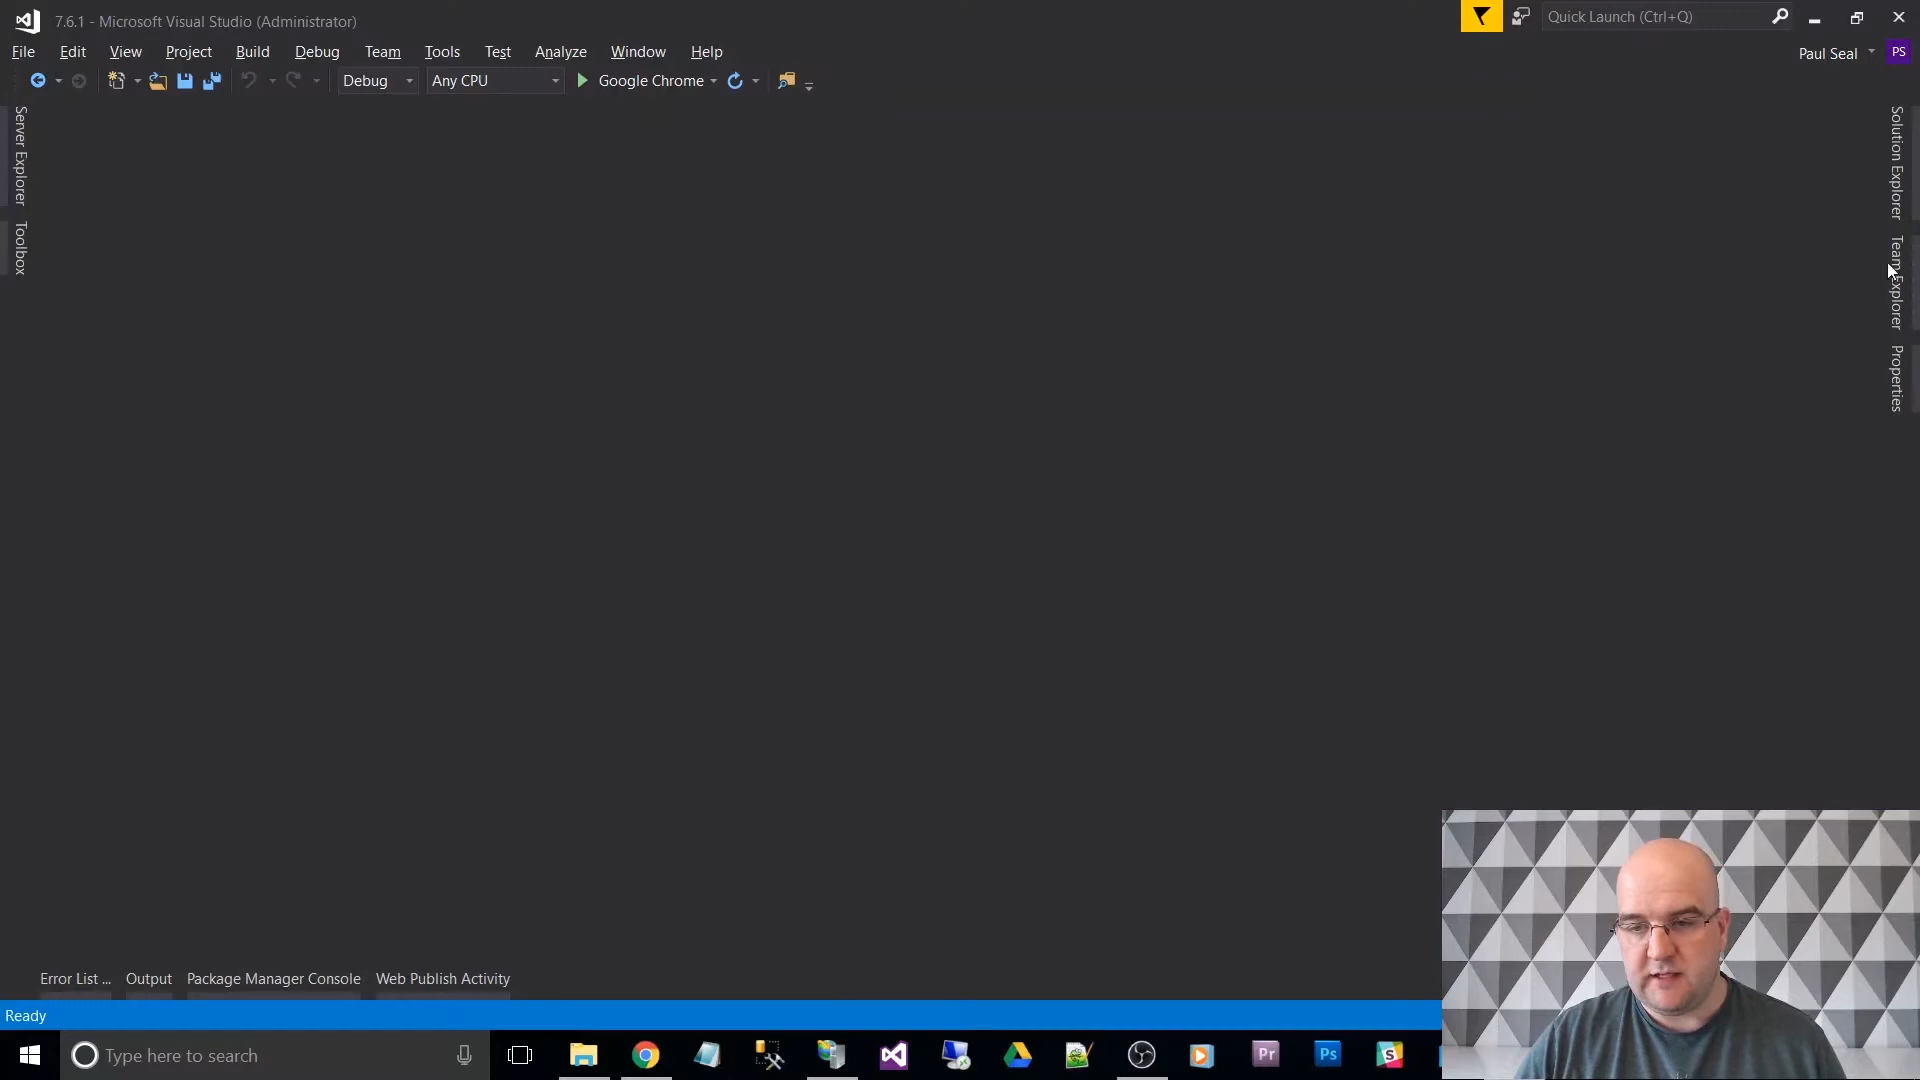 7.6.1 - Microsoft Visual Studio (Administrator)
Quick Launch (Ctrl+Q)
File Edit View Project Build Debug Team Tools Test Analyze Window Help
Paul Seal PS
Debug Any CPU Google Chrome
Server Explorer
Toolbox
Solution Explorer
Team Explorer
Properties
Error List ... Output Package Manager Console Web Publish Activity
Ready
Type here to search
Pr
Ps
S